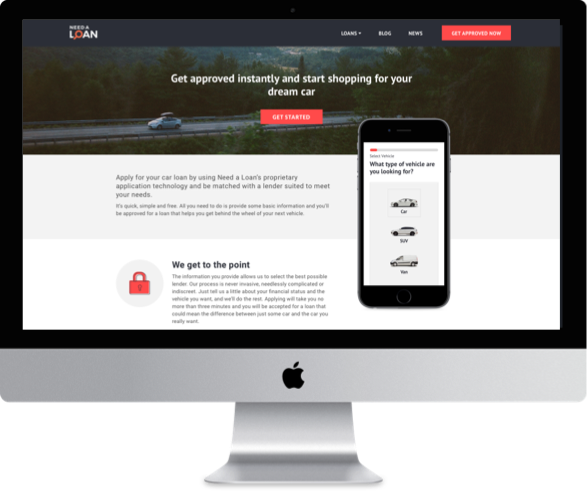 NEED A
LOAN
LOANS
BLOG
NEWS
GET APPROVED NOW
Get approved instantly and start shopping for your
dream car
GET STARTED
Apply for your car loan by using Need a Loan's proprietary
application technology and be matched with a lender suited to meet
your needs.
It's quick, simple and free. All you need to do is provide some basic information and you'll
be approved for a loan that helps you get behind the wheel of your next vehicle.
Select Vehicle
What type of vehicle are
you looking for?
Car
SUV
Van
We get to the point
The information you provide allows us to select the best possible
lender. Our process is never invasive, needlessly complicated or
indiscreet. Just tell us a little about your financial status and the
vehicle you want, and we'll do the rest. Applying will take you no
more than three minutes and you will be accepted for a loan that
could mean the difference between just some car and the car you
really want.